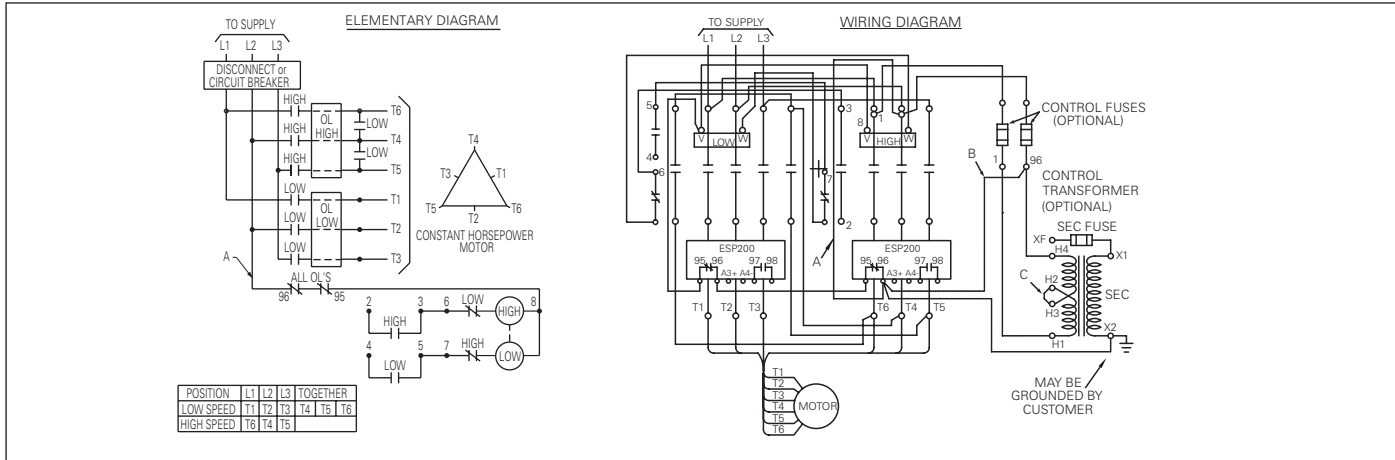 ELEMENTARY DIAGRAM
TO SUPPLY
L1 L2 L3
DISCONNECT or
CIRCUIT BREAKER
HIGH
OL
HIGH
T6
LOW
HIGH
T4
LOW
HIGH
T5
LOW
OL
LOW
T1
LOW
T2
LOW
T3
A
T4
T3 T1
T5 T2 T6
CONSTANT HORSEPOWER
MOTOR
ALL OL'S
96 95
2 3 6 LOW HIGH 8
HIGH
4 5 7 HIGH LOW
LOW
POSITION L1 L2 L3 TOGETHER
LOW SPEED T1 T2 T3 T4 T5 T6
HIGH SPEED T6 T4 T5
WIRING DIAGRAM
TO SUPPLY
L1 L2 L3
5 3 1
V W 8 V W
LOW HIGH
4
6 7
2
A
ESP200 ESP200
95 96 97 98 95 96 97 98
A3+ A4- A3+ A4-
T1 T2 T3 T6 T4 T5
T1
T2
T3
T4
T5
T6
MOTOR
CONTROL FUSES
(OPTIONAL)
B
1 96
CONTROL
TRANSFORMER
(OPTIONAL)
SEC FUSE
XF
H4 X1
C H2
SEC
H3
X2
H1
MAY BE
GROUNDED BY
CUSTOMER